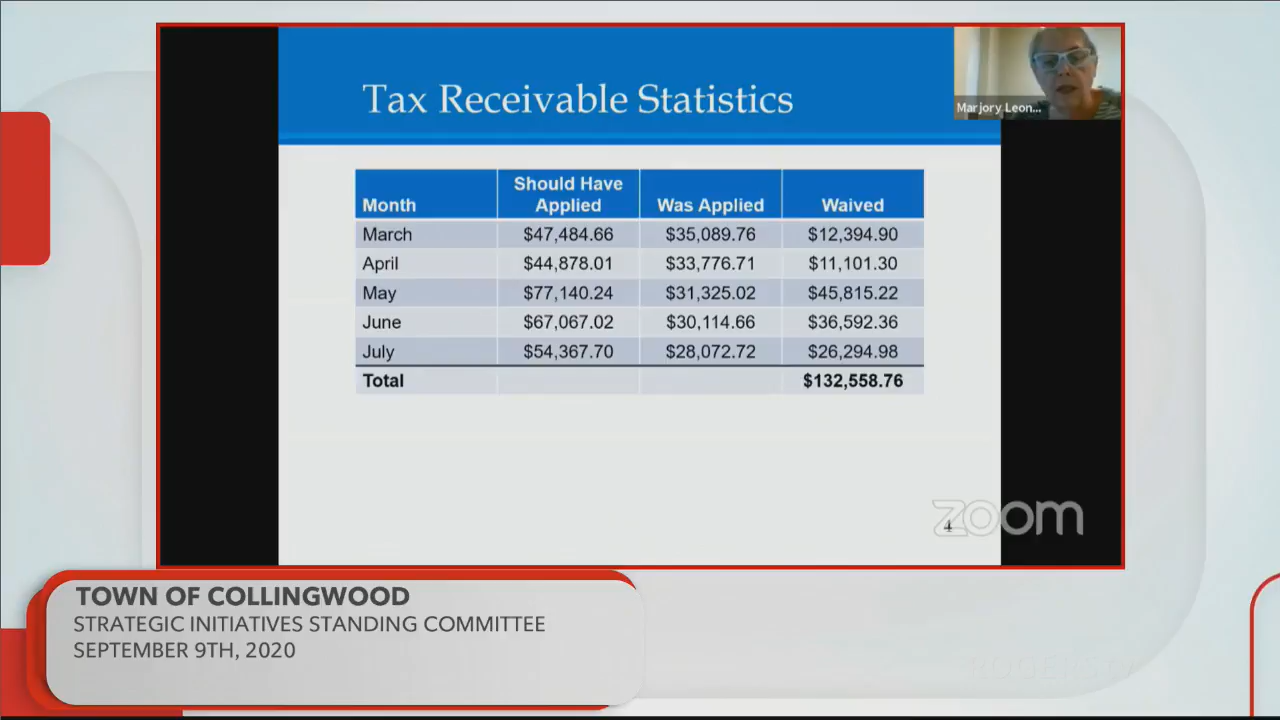 Tax Receivable Statistics
Marjory Leon...
Month Should Have Applied Was Applied Waived
March $47,484.66 $35,089.76 $12,394.90
April $44,878.01 $33,776.71 $11,101.30
May $77,140.24 $31,325.02 $45,815.22
June $67,067.02 $30,114.66 $36,592.36
July $54,367.70 $28,072.72 $26,294.98
Total $132,558.76
zoom
4
TOWN OF COLLINGWOOD
STRATEGIC INITIATIVES STANDING COMMITTEE
SEPTEMBER 9TH, 2020